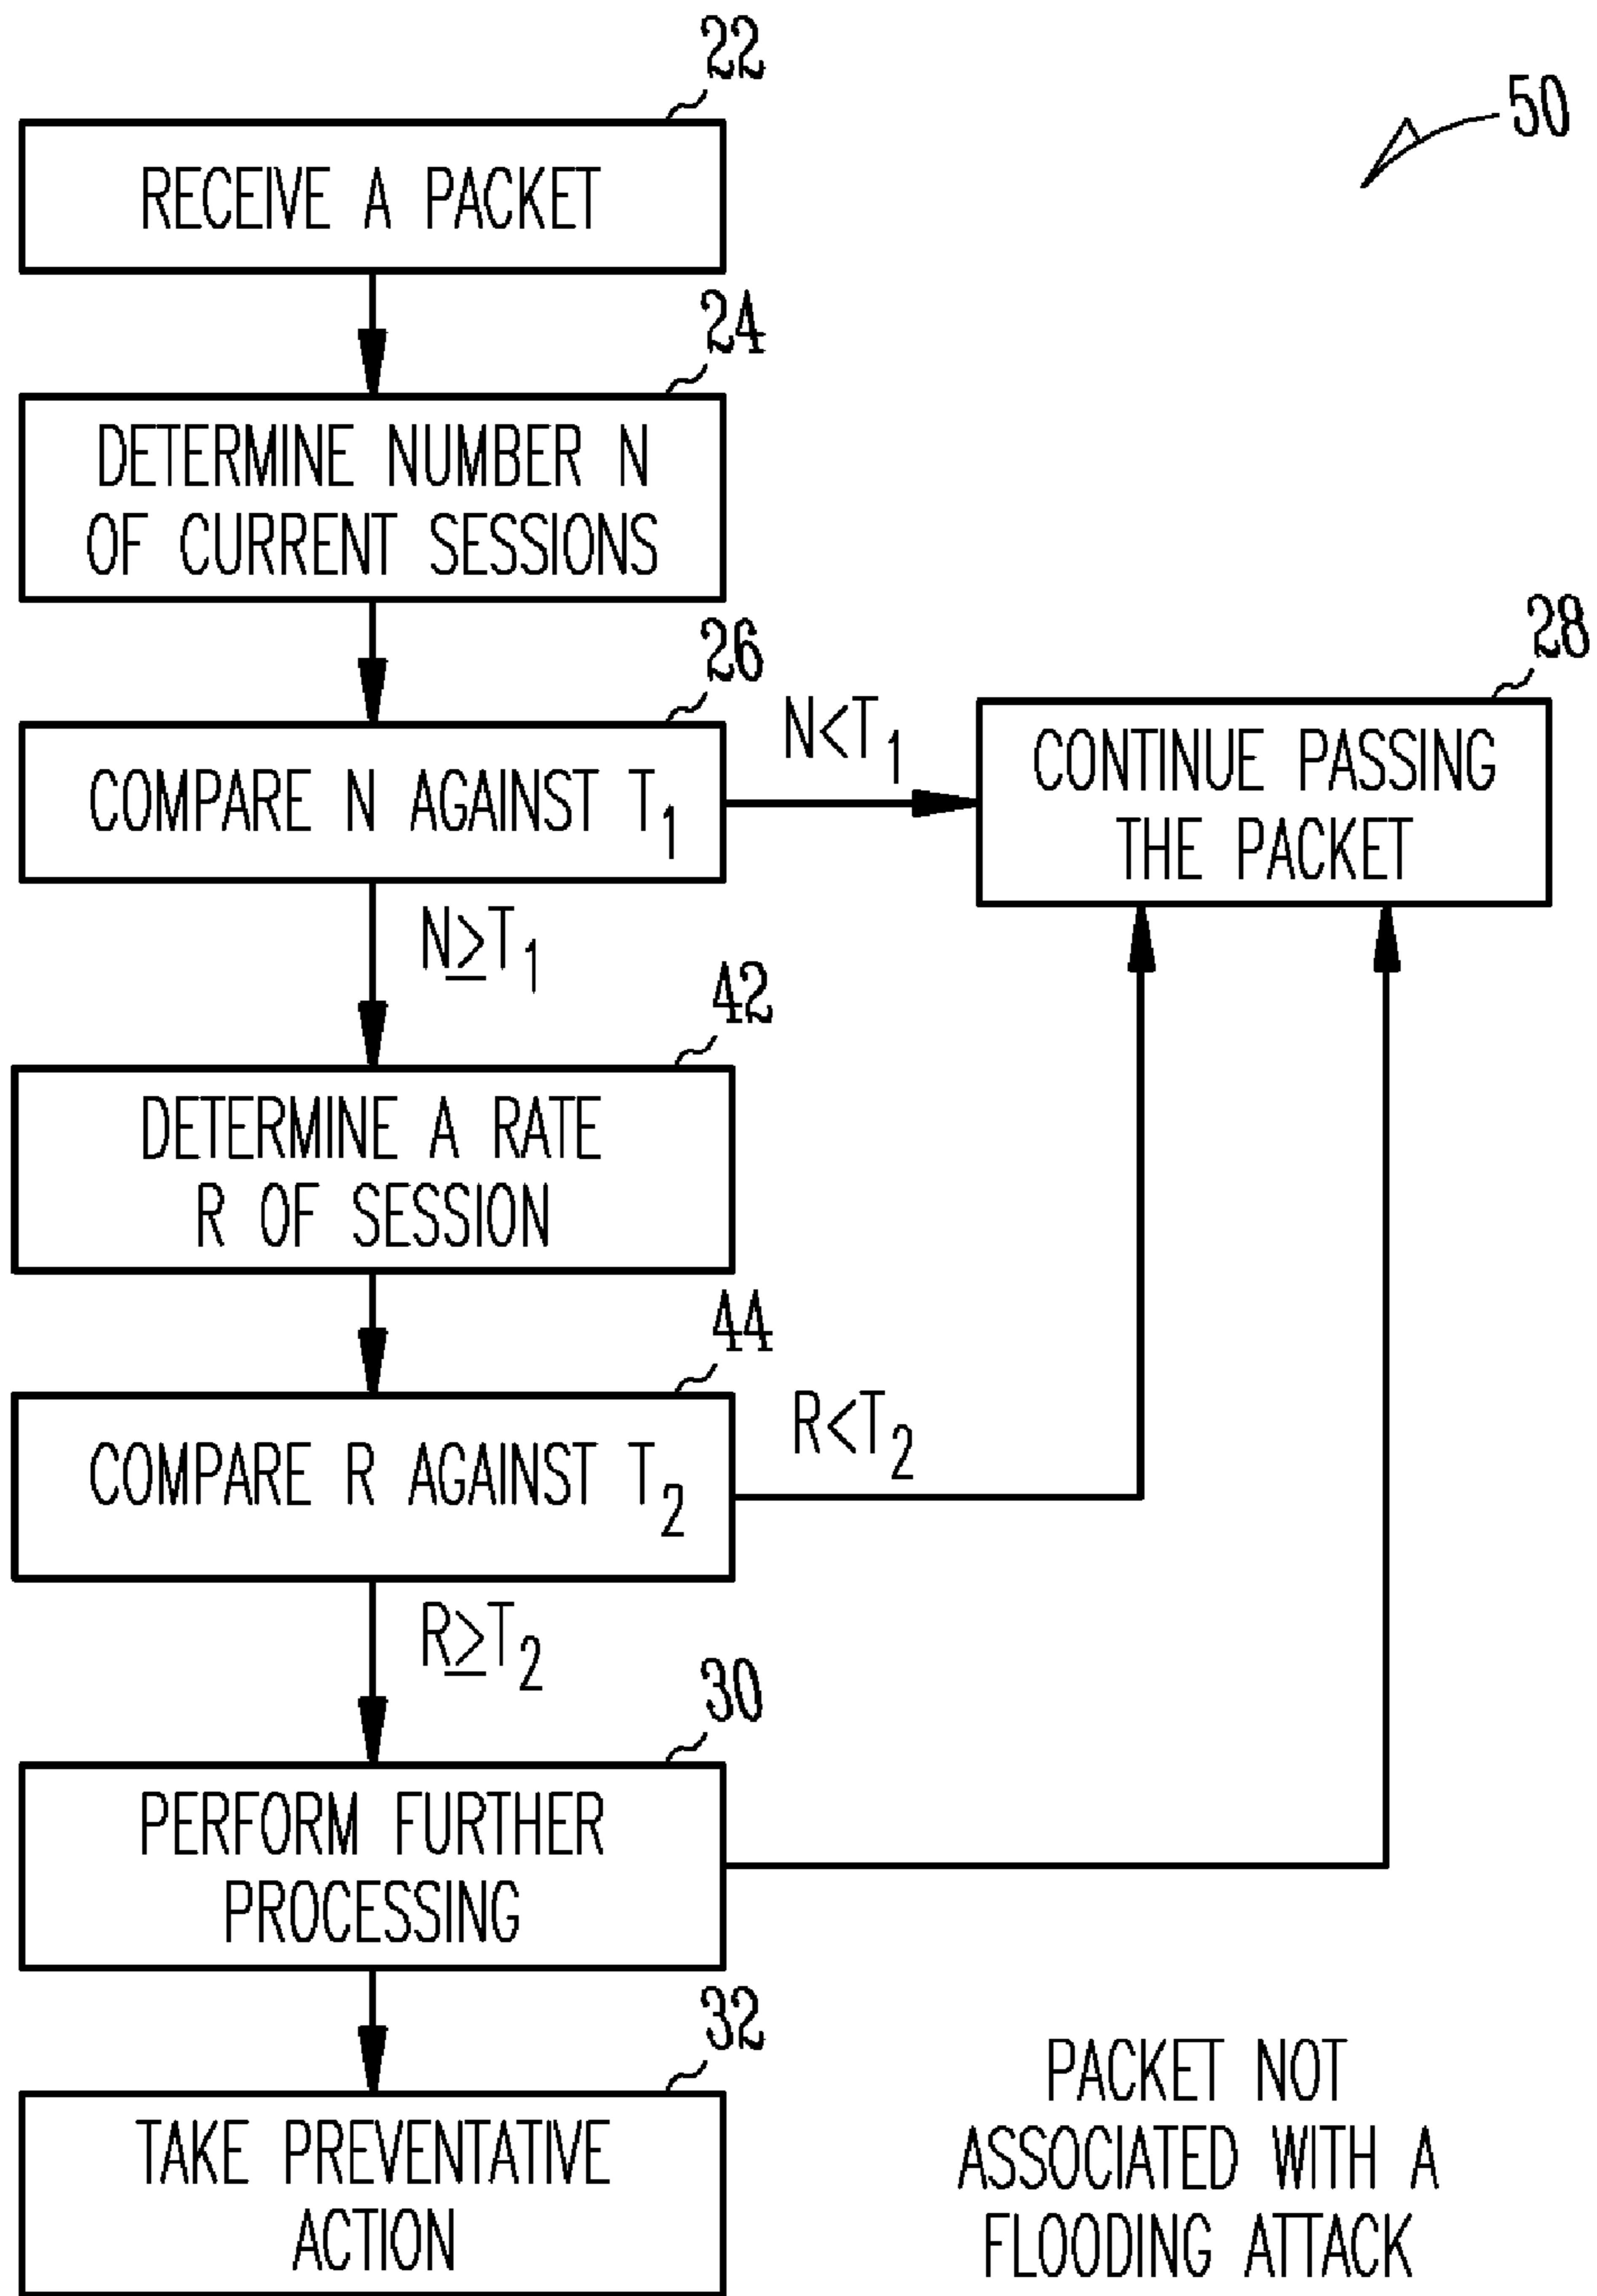 22
50
RECEIVE A PACKET
24
DETERMINE NUMBER N
OF CURRENT SESSIONS
26
28
N<T1
COMPARE N AGAINST T1
CONTINUE PASSING
THE PACKET
N≥T1
42
DETERMINE A RATE
R OF SESSION
44
R<T2
COMPARE R AGAINST T2
R≥T2
30
PERFORM FURTHER
PROCESSING
32
TAKE PREVENTATIVE
ACTION
PACKET NOT
ASSOCIATED WITH A
FLOODING ATTACK